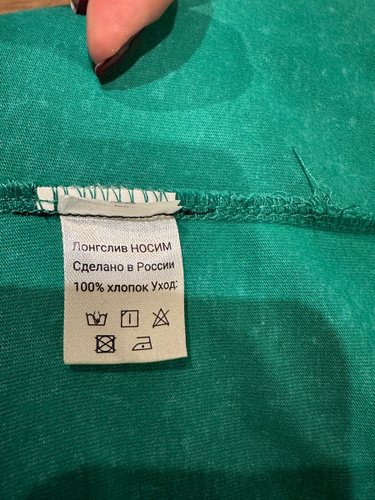 Лонгслив НОСИМ
Сделано в России
100% хлопок Уход: